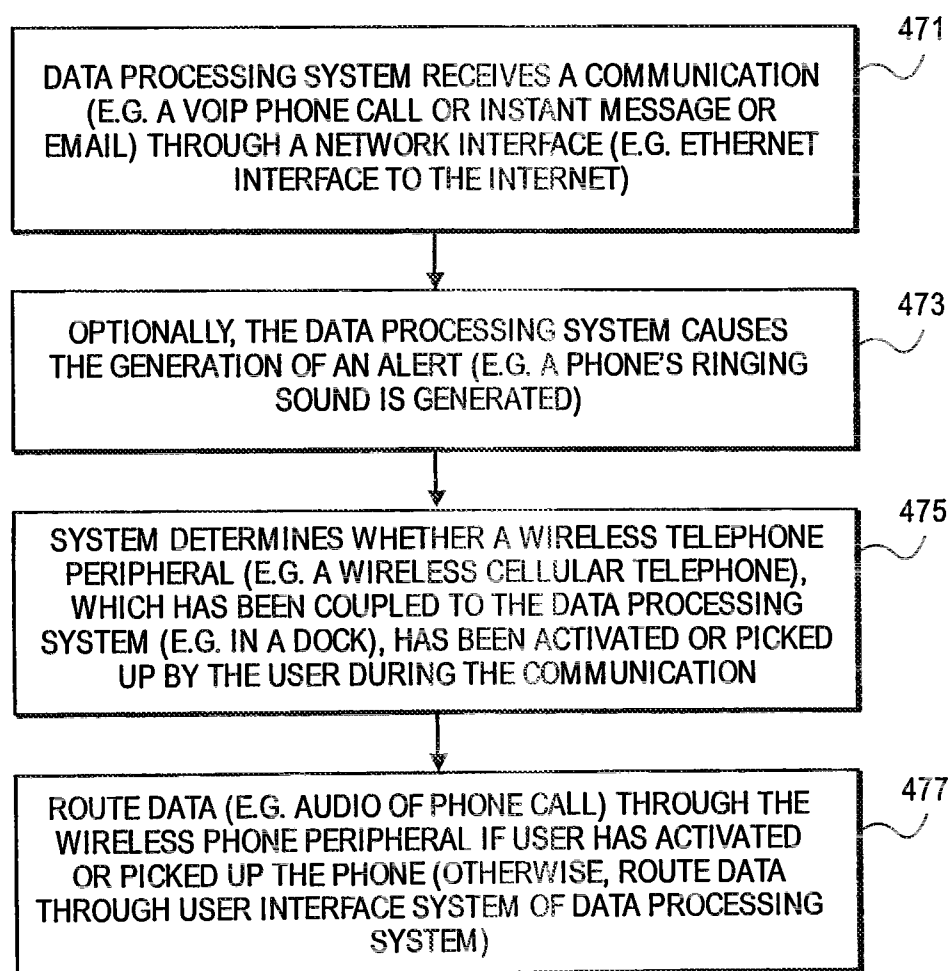 471
DATA PROCESSING SYSTEM RECEIVES A COMMUNICATION
(E.G. A VOIP PHONE CALL OR INSTANT MESSAGE OR
EMAIL) THROUGH A NETWORK INTERFACE (E.G. ETHERNET
INTERFACE TO THE INTERNET)
473
OPTIONALLY, THE DATA PROCESSING SYSTEM CAUSES
THE GENERATION OF AN ALERT (E.G. A PHONE'S RINGING
SOUND IS GENERATED)
475
SYSTEM DETERMINES WHETHER A WIRELESS TELEPHONE
PERIPHERAL (E.G. A WIRELESS CELLULAR TELEPHONE),
WHICH HAS BEEN COUPLED TO THE DATA PROCESSING
SYSTEM (E.G. IN A DOCK), HAS BEEN ACTIVATED OR PICKED
UP BY THE USER DURING THE COMMUNICATION
477
ROUTE DATA (E.G. AUDIO OF PHONE CALL) THROUGH THE
WIRELESS PHONE PERIPHERAL IF USER HAS ACTIVATED
OR PICKED UP THE PHONE (OTHERWISE, ROUTE DATA
THROUGH USER INTERFACE SYSTEM OF DATA PROCESSING
SYSTEM)